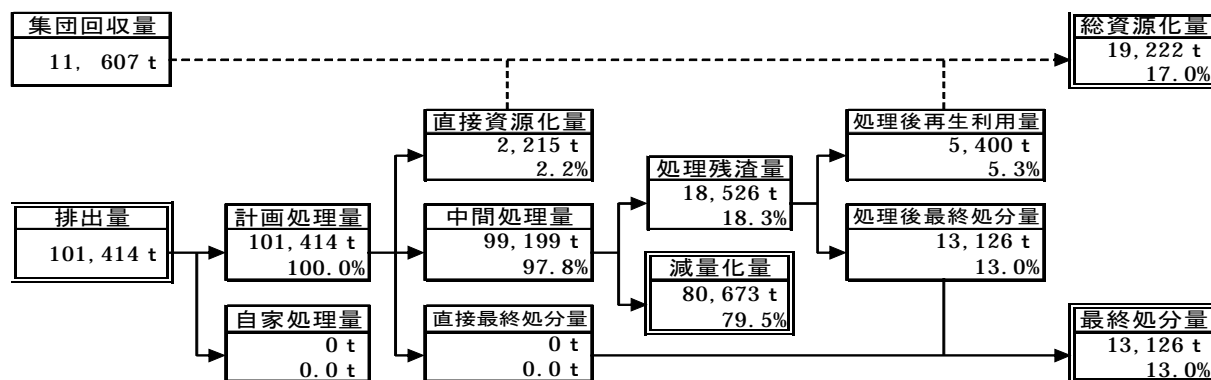 集団回収量
11, 607 t
総資源化量
19,222 t
17.0%
直接資源化量
2,215 t
2.2%
処理後再生利用量
5,400 t
5.3%
処理残渣量
18,526 t
18.3%
排出量
101,414 t
計画処理量
101,414 t
100.0%
中間処理量
99,199 t
97.8%
処理後最終処分量
13,126 t
13.0%
減量化量
80,673 t
79.5%
自家処理量
0 t
0.0 t
直接最終処分量
0 t
0.0 t
最終処分量
13,126 t
13.0%